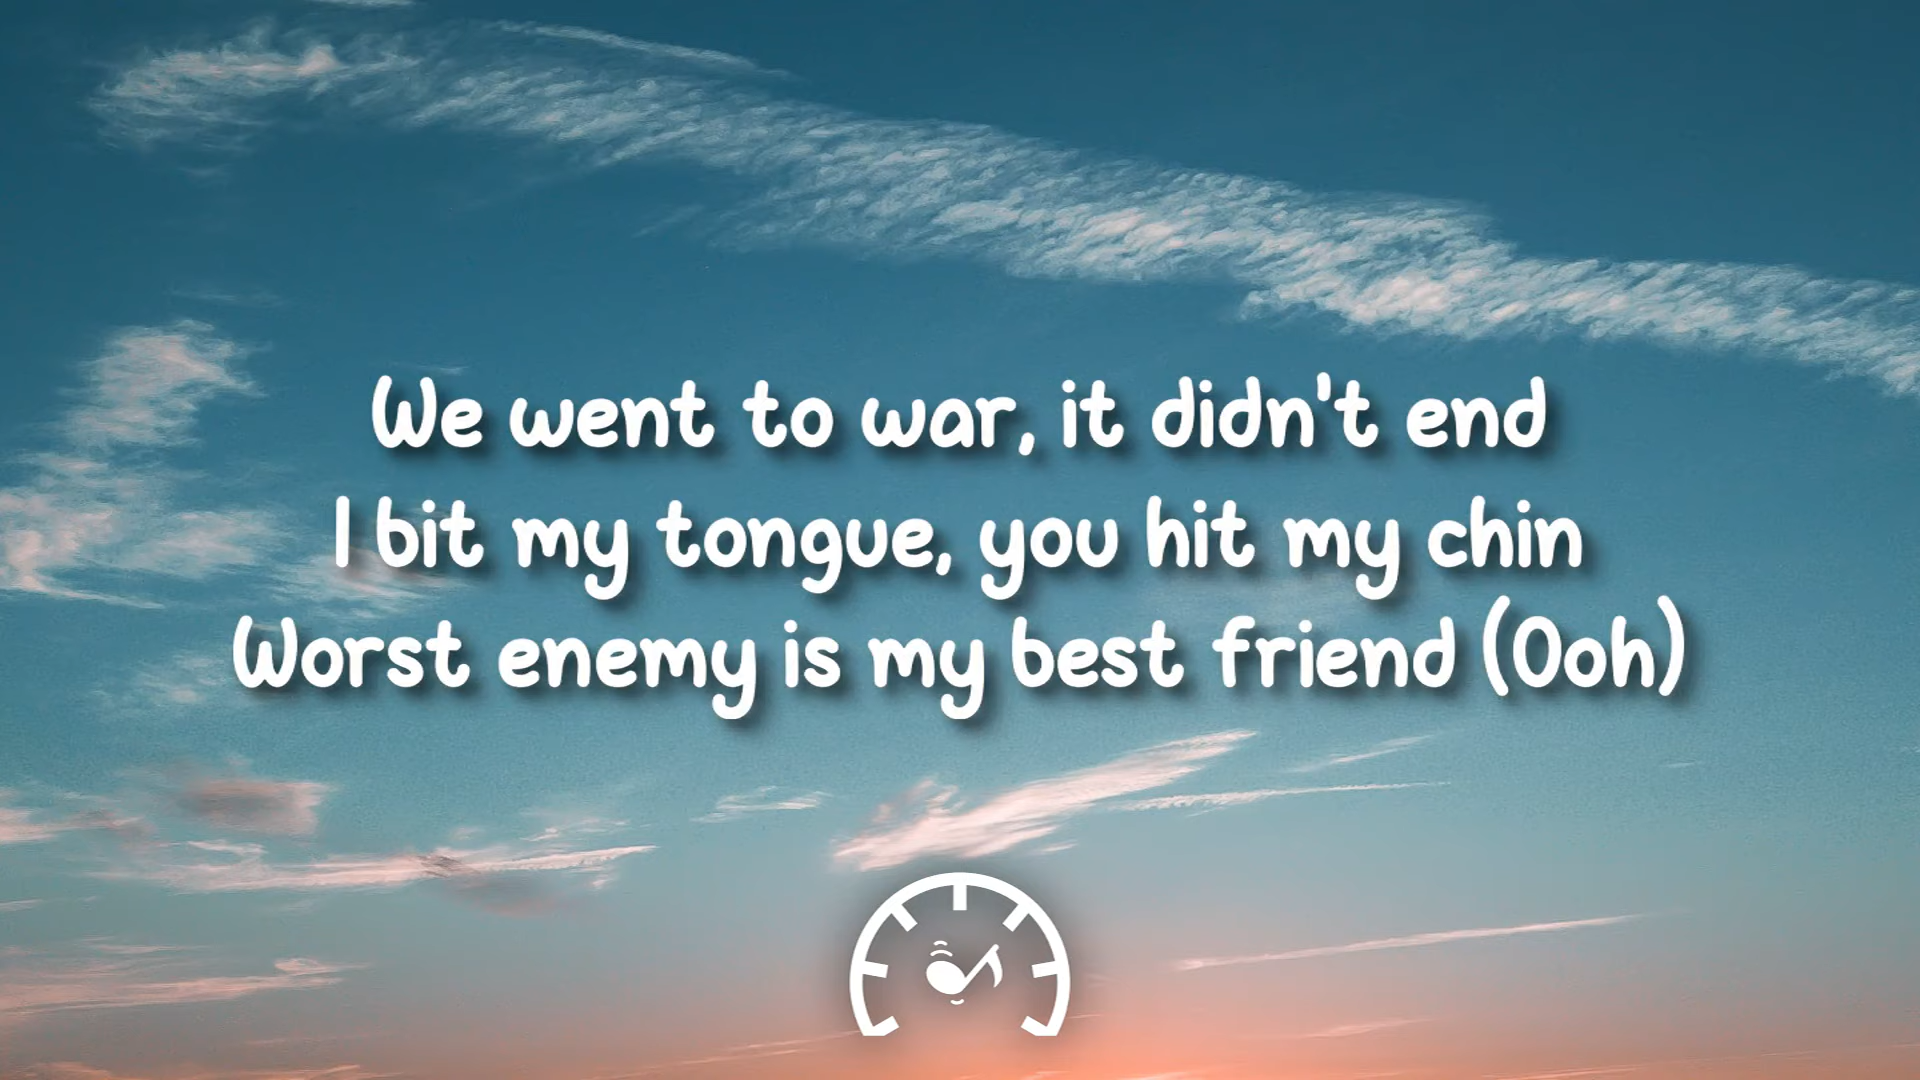 We went to war, it didn't end
I bit my tongue, you hit my chin
Worst enemy is my best friend (Ooh)